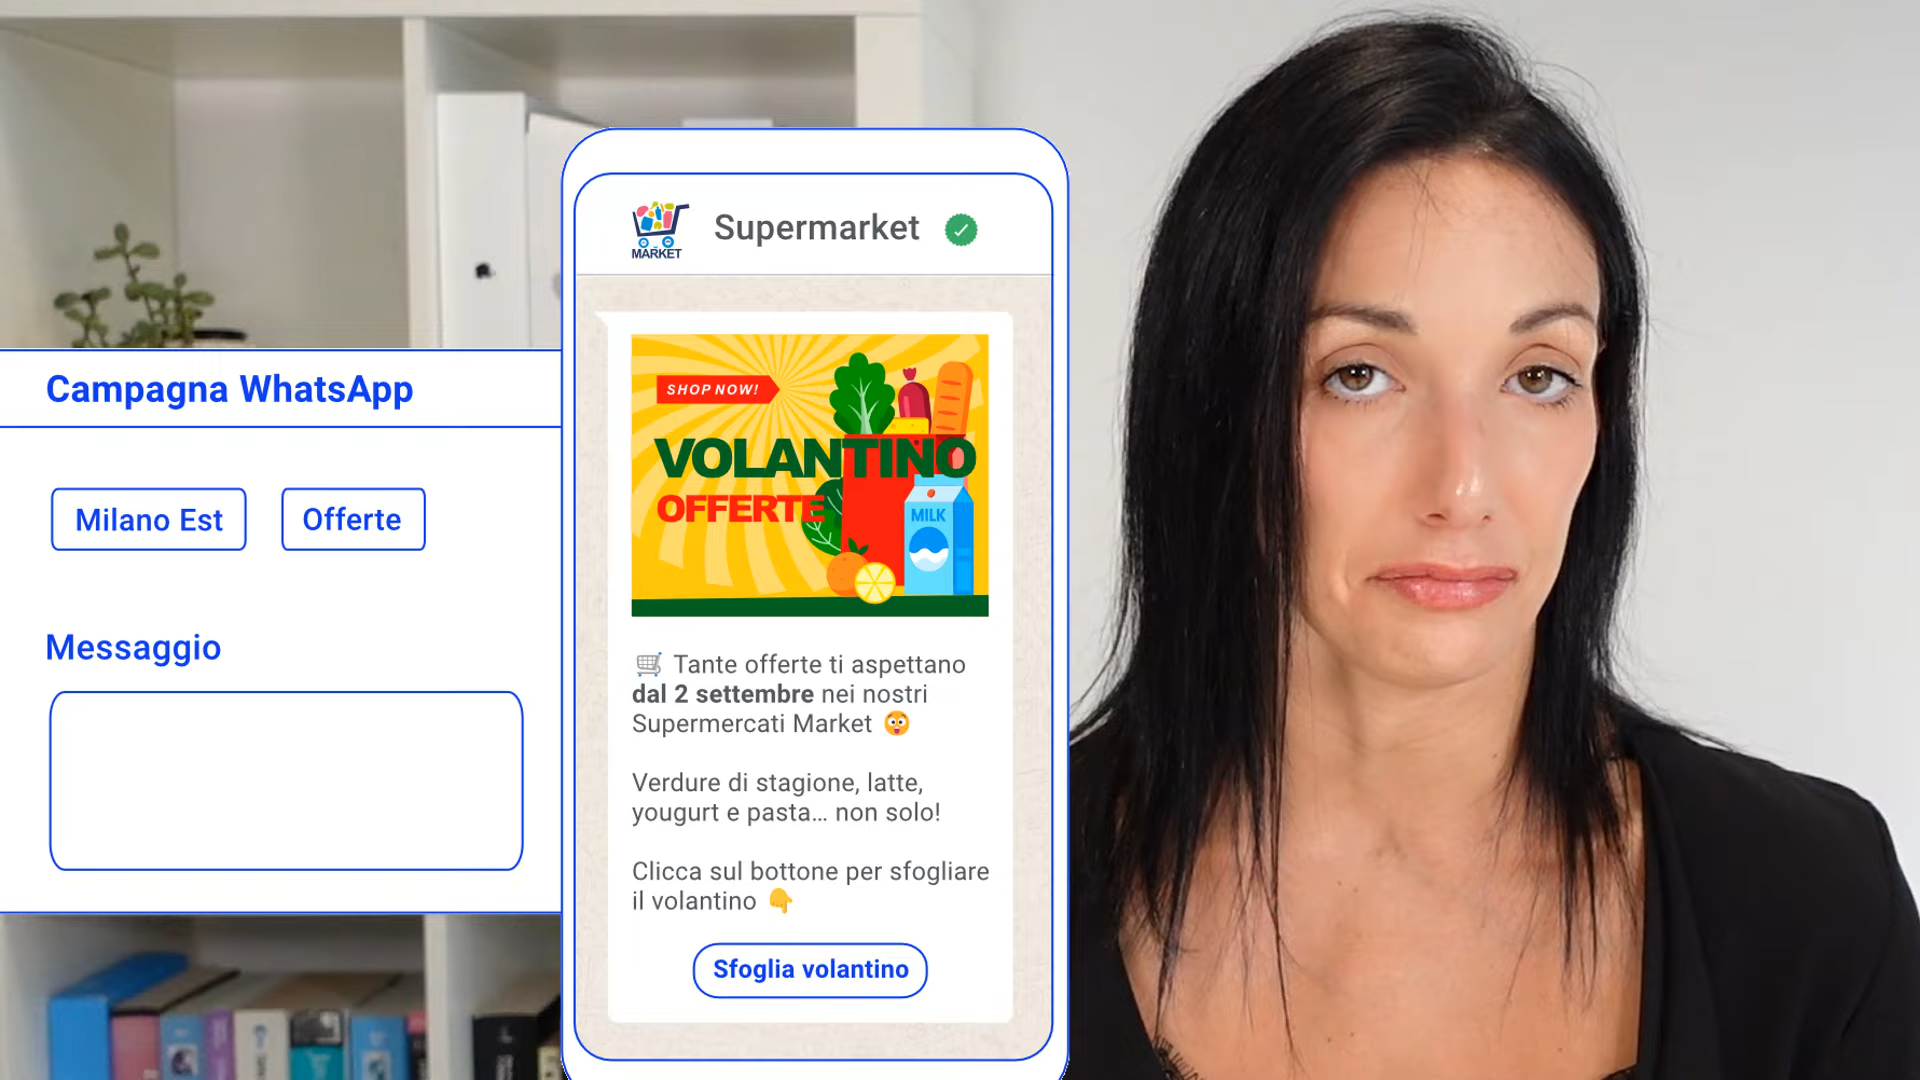 Campagna WhatsApp
Milano Est
Offerte
Messaggio
MARKET
Supermarket
SHOP NOW!
VOLANTINO
OFFERTE
MILK
🛒 Tante offerte ti aspettano
dal 2 settembre nei nostri
Supermercati Market 😲
Verdure di stagione, latte,
yougurt e pasta... non solo!
Clicca sul bottone per sfogliare
il volantino 👇
Sfoglia volantino